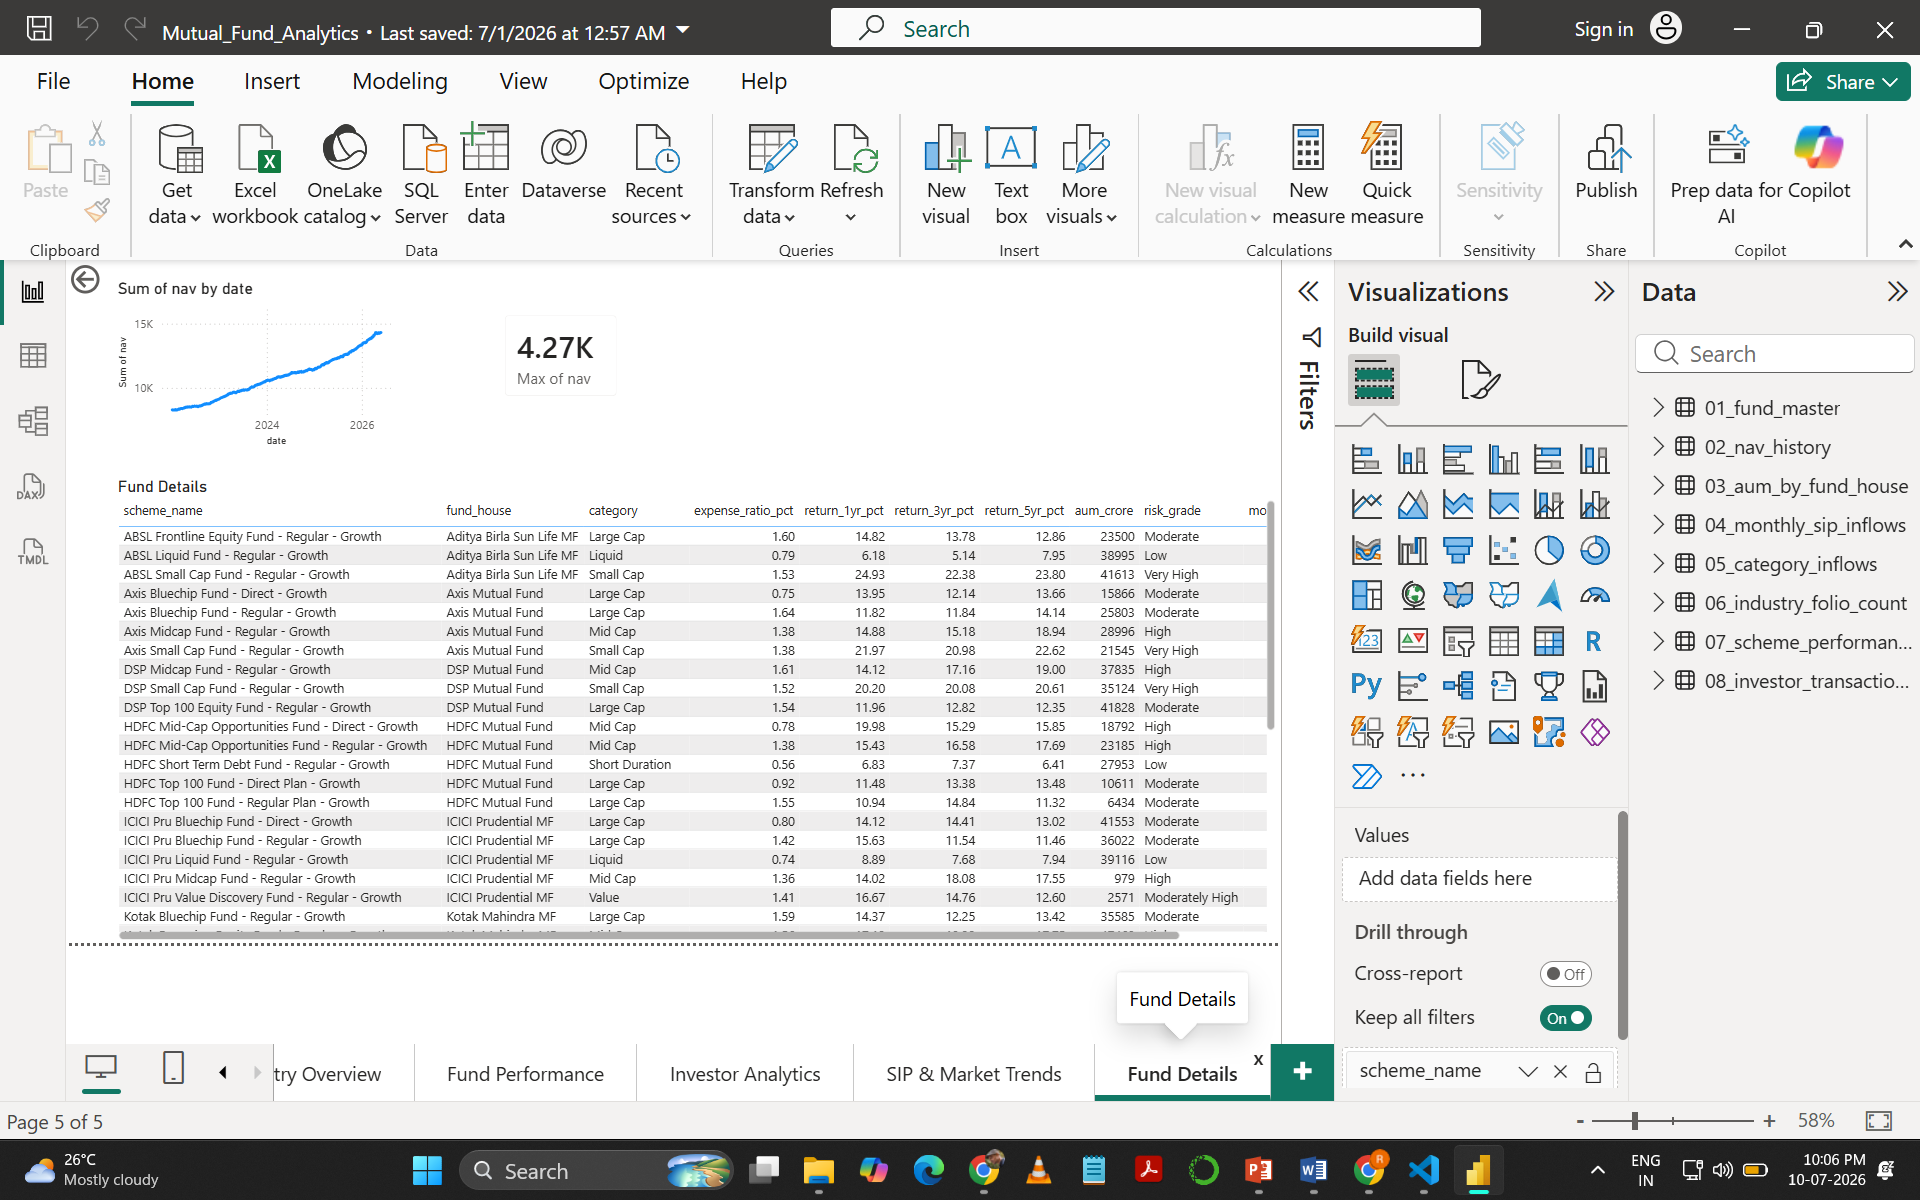 Mutual_Fund_Analytics • Last saved: 7/1/2026 at 12:57 AM
Search
Sign in
File
Home
Insert
Modeling
View
Optimize
Help
Share
Paste
Get data
Excel workbook
OneLake catalog
SQL Server
Enter data
Dataverse
Recent sources
Transform data
Refresh
New visual
Text box
More visuals
New visual calculation
New measure
Quick measure
Sensitivity
Publish
Prep data for AI
Copilot
Clipboard
Data
Queries
Insert
Calculations
Sensitivity
Share
Copilot
Sum of nav by date
15K
10K
Sum of nav
2024
2026
date
4.27K
Max of nav
Fund Details
scheme_name fund_house category expense_ratio_pct return_1yr_pct return_3yr_pct return_5yr_pct aum_crore risk_grade mo
ABSL Frontline Equity Fund - Regular - Growth Aditya Birla Sun Life MF Large Cap 1.60 14.82 13.78 12.86 23500 Moderate
ABSL Liquid Fund - Regular - Growth Aditya Birla Sun Life MF Liquid 0.79 6.18 5.14 7.95 38995 Low
ABSL Small Cap Fund - Regular - Growth Aditya Birla Sun Life MF Small Cap 1.53 24.93 22.38 23.80 41613 Very High
Axis Bluechip Fund - Direct - Growth Axis Mutual Fund Large Cap 0.75 13.95 12.14 13.66 15866 Moderate
Axis Bluechip Fund - Regular - Growth Axis Mutual Fund Large Cap 1.64 11.82 11.84 14.14 25803 Moderate
Axis Midcap Fund - Regular - Growth Axis Mutual Fund Mid Cap 1.38 14.88 15.18 18.94 28996 High
Axis Small Cap Fund - Regular - Growth Axis Mutual Fund Small Cap 1.38 21.97 20.98 22.62 21545 Very High
DSP Midcap Fund - Regular - Growth DSP Mutual Fund Mid Cap 1.61 14.12 17.16 19.00 37835 High
DSP Small Cap Fund - Regular - Growth DSP Mutual Fund Small Cap 1.52 20.20 20.08 20.61 35124 Very High
DSP Top 100 Equity Fund - Regular - Growth DSP Mutual Fund Large Cap 1.54 11.96 12.82 12.35 41828 Moderate
HDFC Mid-Cap Opportunities Fund - Direct - Growth HDFC Mutual Fund Mid Cap 0.78 19.98 15.29 15.85 18792 High
HDFC Mid-Cap Opportunities Fund - Regular - Growth HDFC Mutual Fund Mid Cap 1.38 15.43 16.58 17.69 23185 High
HDFC Short Term Debt Fund - Regular - Growth HDFC Mutual Fund Short Duration 0.56 6.83 7.37 6.41 27953 Low
HDFC Top 100 Fund - Direct Plan - Growth HDFC Mutual Fund Large Cap 0.92 11.48 13.38 13.48 10611 Moderate
HDFC Top 100 Fund - Regular Plan - Growth HDFC Mutual Fund Large Cap 1.55 10.94 14.84 11.32 6434 Moderate
ICICI Pru Bluechip Fund - Direct - Growth ICICI Prudential MF Large Cap 0.80 14.12 14.41 13.02 41553 Moderate
ICICI Pru Bluechip Fund - Regular - Growth ICICI Prudential MF Large Cap 1.42 15.63 11.54 11.46 36022 Moderate
ICICI Pru Liquid Fund - Regular - Growth ICICI Prudential MF Liquid 0.74 8.89 7.68 7.94 39116 Low
ICICI Pru Midcap Fund - Regular - Growth ICICI Prudential MF Mid Cap 1.36 14.02 18.08 17.55 979 High
ICICI Pru Value Discovery Fund - Regular - Growth ICICI Prudential MF Value 1.41 16.67 14.76 12.60 2571 Moderately High
Kotak Bluechip Fund - Regular - Growth Kotak Mahindra MF Large Cap 1.59 14.37 12.25 13.42 35585 Moderate
Filters
Visualizations
Build visual
123
R
Py
Values
Add data fields here
Drill through
Cross-report
Off
Keep all filters
On
scheme_name
Data
Search
01_fund_master
02_nav_history
03_aum_by_fund_house
04_monthly_sip_inflows
05_category_inflows
06_industry_folio_count
07_scheme_performan...
08_investor_transactio...
DAX
TMDL
Fund Details
try Overview
Fund Performance
Investor Analytics
SIP & Market Trends
Fund Details
x
+
Page 5 of 5
- + 58%
26°C
Mostly cloudy
Search
ENG
IN
10:06 PM
10-07-2026